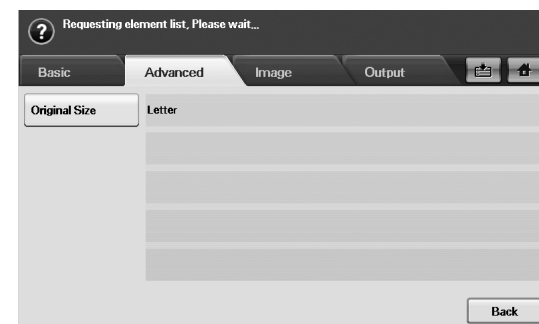 Requesting element list, Please wait...
Basic Advanced Image Output
Original Size Letter
Back